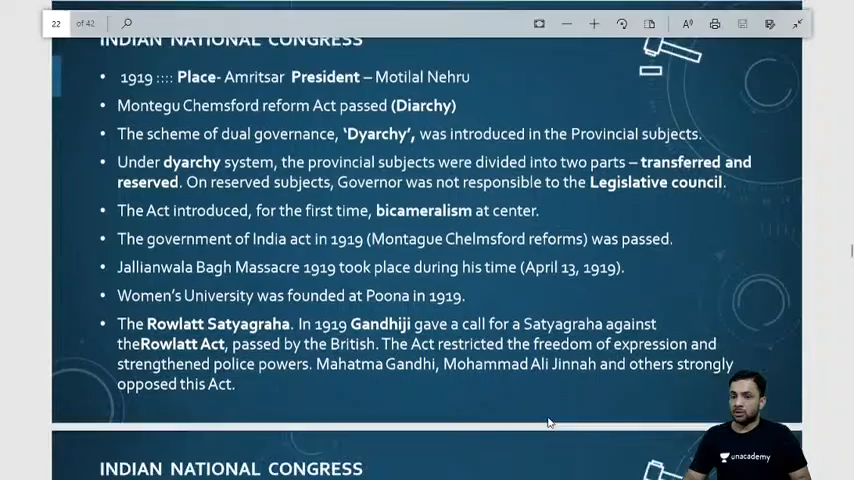 22 of 42
INDIAN NATIONAL CONGRESS
• 1919 :::: Place- Amritsar President – Motilal Nehru
• Montegu Chemsford reform Act passed (Diarchy)
• The scheme of dual governance, ‘Dyarchy’, was introduced in the Provincial subjects.
• Under dyarchy system, the provincial subjects were divided into two parts – transferred and
reserved. On reserved subjects, Governor was not responsible to the Legislative council.
• The Act introduced, for the first time, bicameralism at center.
• The government of India act in 1919 (Montague Chelmsford reforms) was passed.
• Jallianwala Bagh Massacre 1919 took place during his time (April 13, 1919).
• Women’s University was founded at Poona in 1919.
• The Rowlatt Satyagraha. In 1919 Gandhiji gave a call for a Satyagraha against
theRowlatt Act, passed by the British. The Act restricted the freedom of expression and
strengthened police powers. Mahatma Gandhi, Mohammad Ali Jinnah and others strongly
opposed this Act.
unacademy
INDIAN NATIONAL CONGRESS